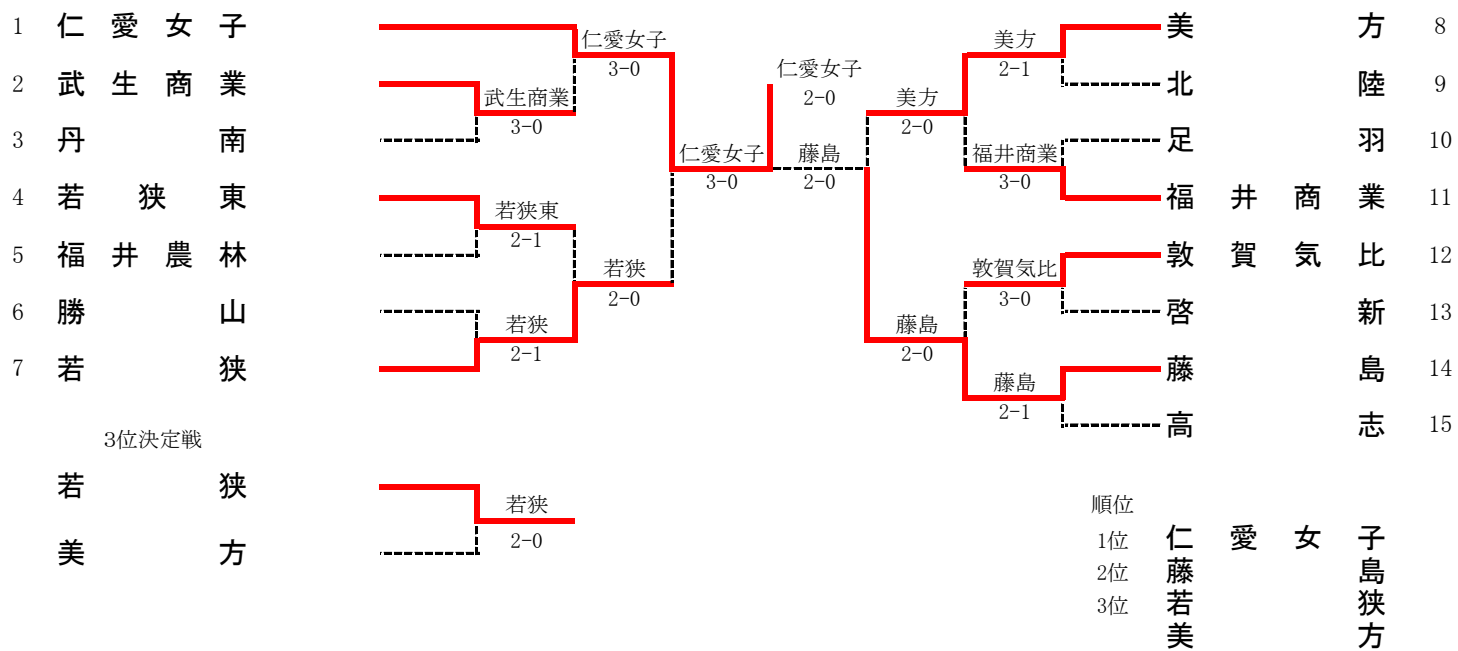 1 仁愛女子
2 武生商業
3 丹南
4 若狭東
5 福井農林
6 勝山
7 若狭
武生商業
3-0
若狭東
2-1
若狭
2-1
仁愛女子
3-0
若狭
2-0
仁愛女子
3-0
仁愛女子
2-0
藤島
2-0
美方
2-0
藤島
2-0
美方
2-1
福井商業
3-0
敦賀気比
3-0
藤島
2-1
美方 8
北陸 9
足羽 10
福井商業 11
敦賀気比 12
啓新 13
藤島 14
高志 15
3位決定戦
若狭
美方
若狭
2-0
順位
1位 仁愛女子
2位 藤島
3位 若狭
美方